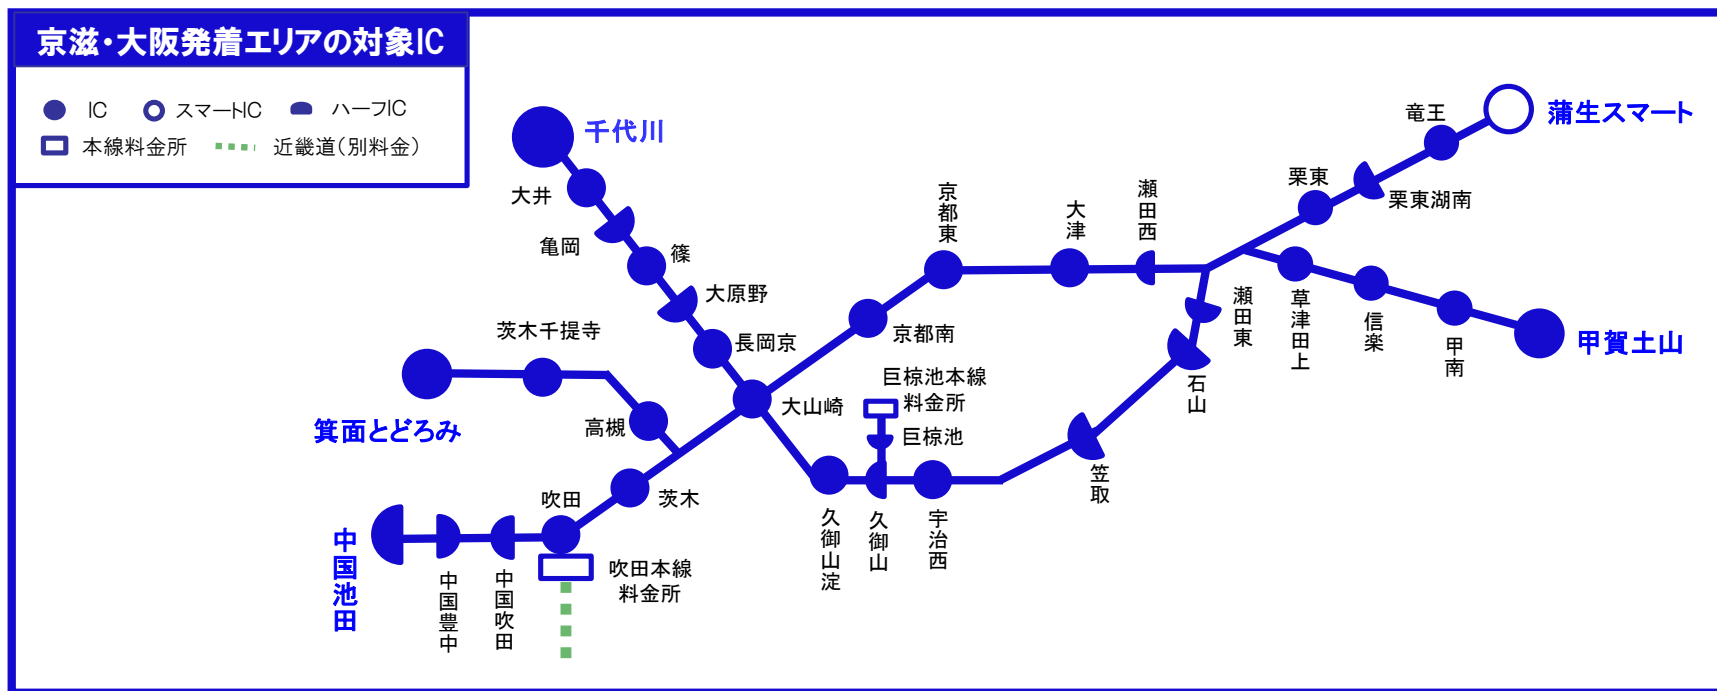 京滋・大阪発着エリアの対象IC
IC スマートIC ハーフIC
本線料金所 近畿道(別料金)
千代川
大井
亀岡
篠
大原野
長岡京
大山崎
茨木千提寺
箕面とどろみ
高槻
茨木
吹田
吹田本線
料金所
中国吹田
中国豊中
中国池田
京都南
京都東
大津
瀬田西
瀬田東
石山
笠取
宇治西
巨椋池本線
料金所
巨椋池
久御山
久御山淀
栗東
栗東湖南
竜王
蒲生スマート
草津田上
信楽
甲南
甲賀土山